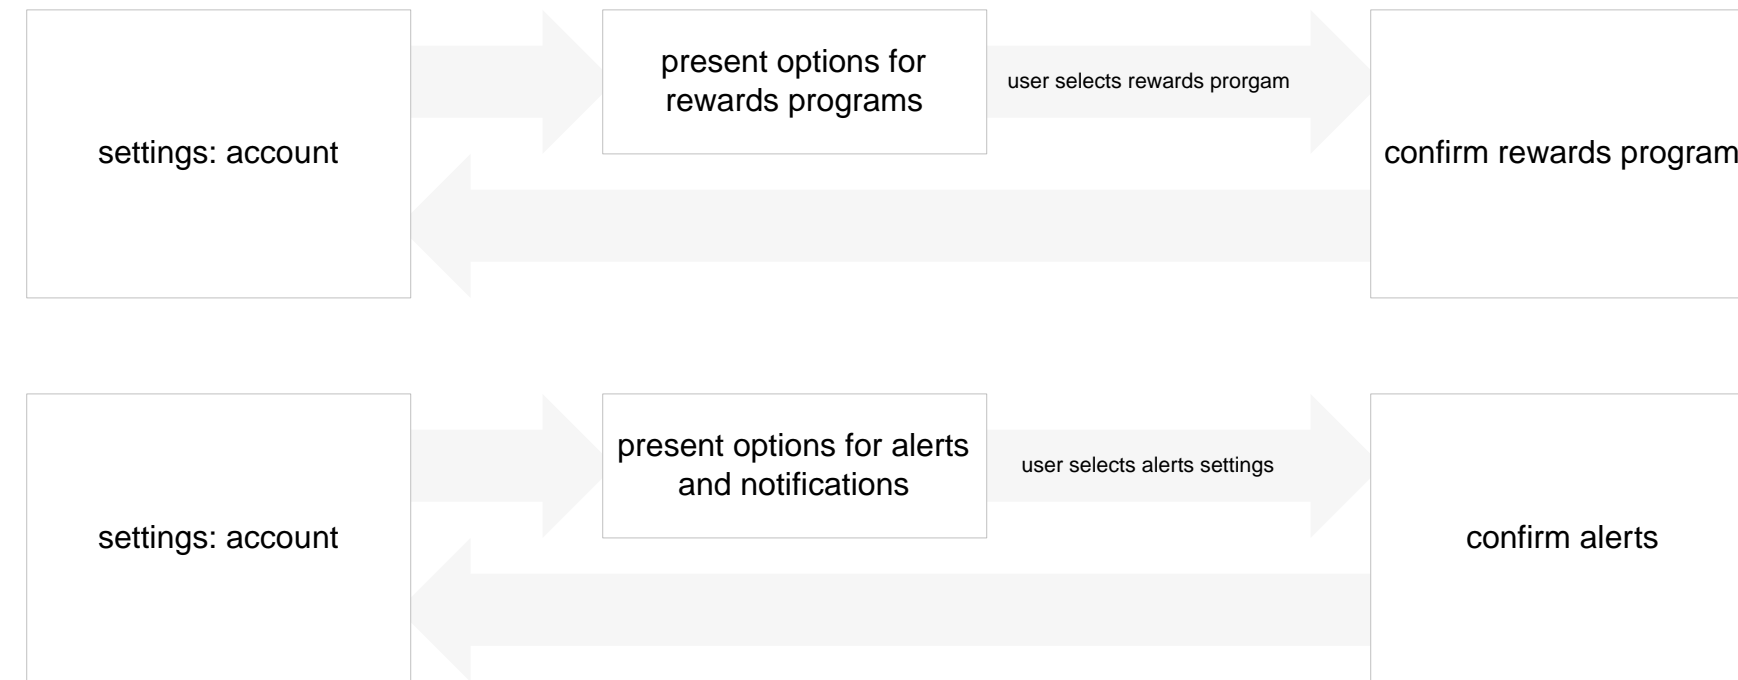 present options for
rewards programs
user selects rewards prorgam
settings: account
confirm rewards program
present options for alerts
and notifications
user selects alerts settings
settings: account
confirm alerts